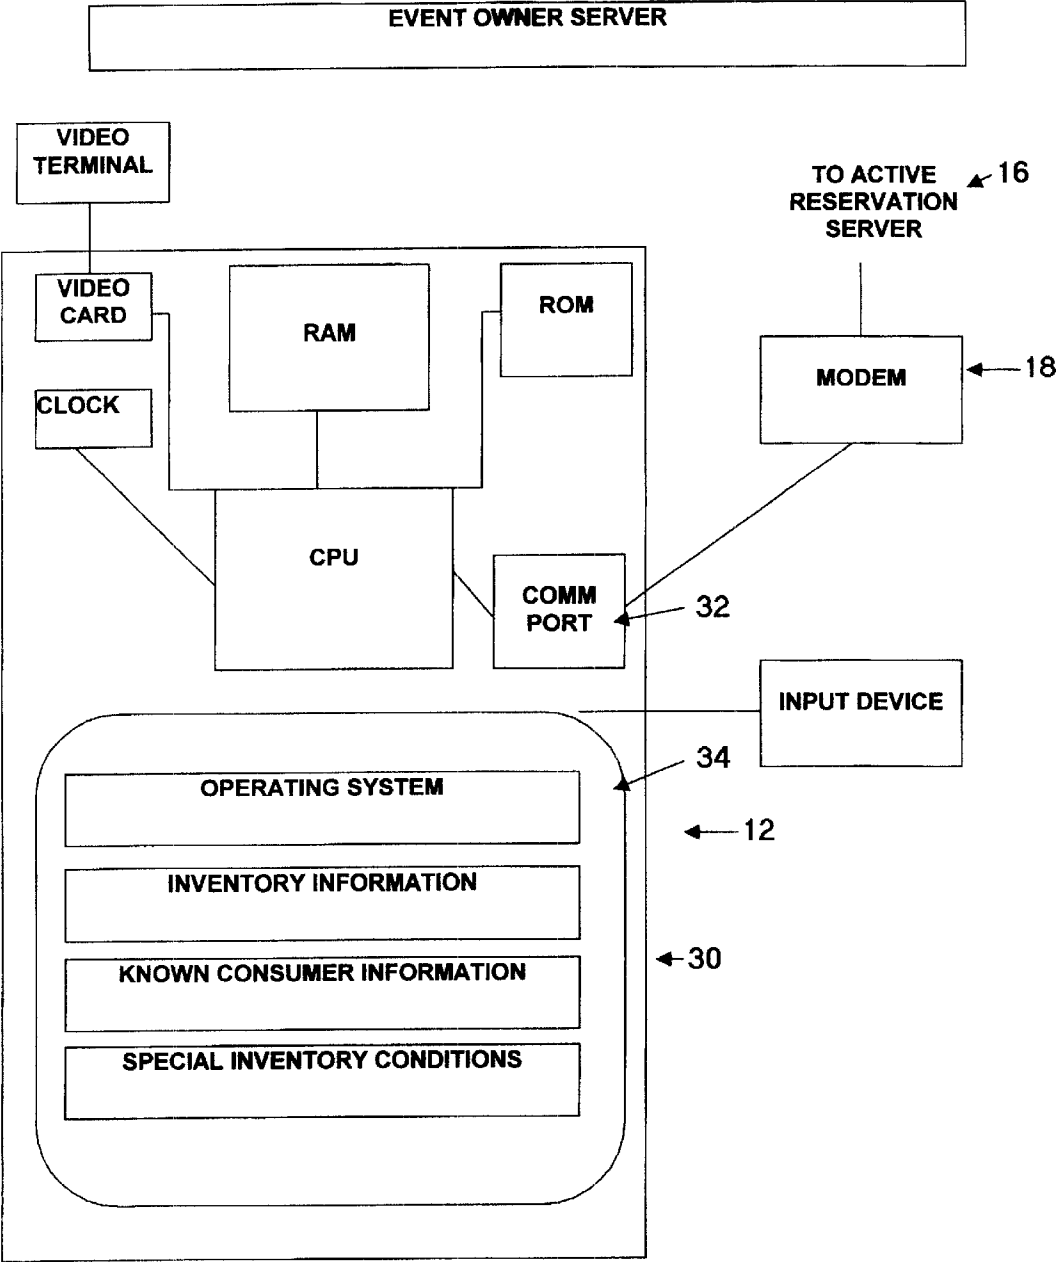 EVENT OWNER SERVER
VIDEO
TERMINAL
TO ACTIVE
RESERVATION
SERVER
16
VIDEO
CARD
RAM
ROM
MODEM
18
CLOCK
CPU
COMM
PORT
32
INPUT DEVICE
34
OPERATING SYSTEM
12
INVENTORY INFORMATION
30
KNOWN CONSUMER INFORMATION
SPECIAL INVENTORY CONDITIONS